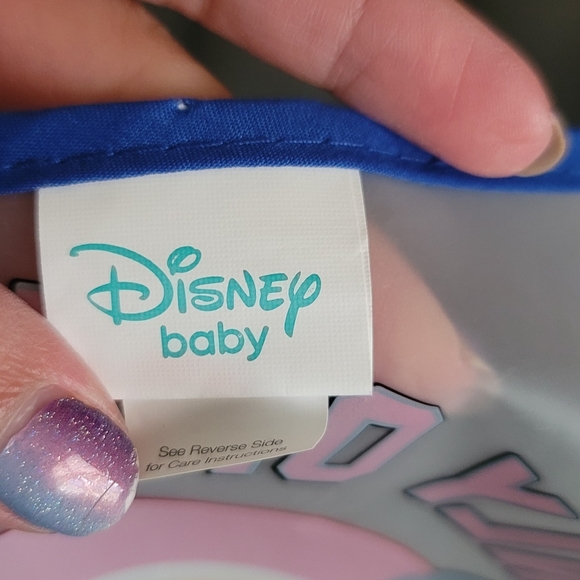 Disney
baby
See Reverse Side
for Care Instructions